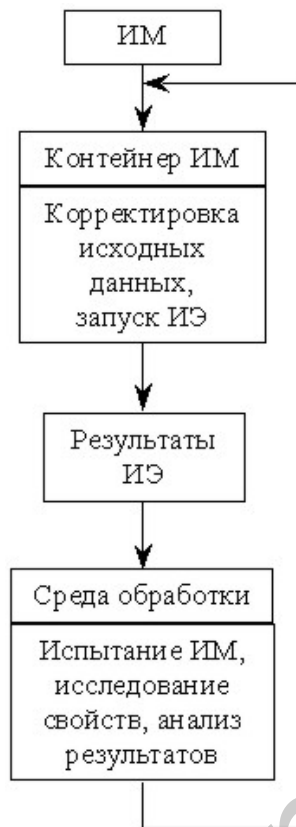 ИМ
Контейнер ИМ
Корректировка
исходных
данных,
запуск ИЭ
Результаты
ИЭ
Среда обработки
Испытание ИМ,
исследование
свойств, анализ
результатов